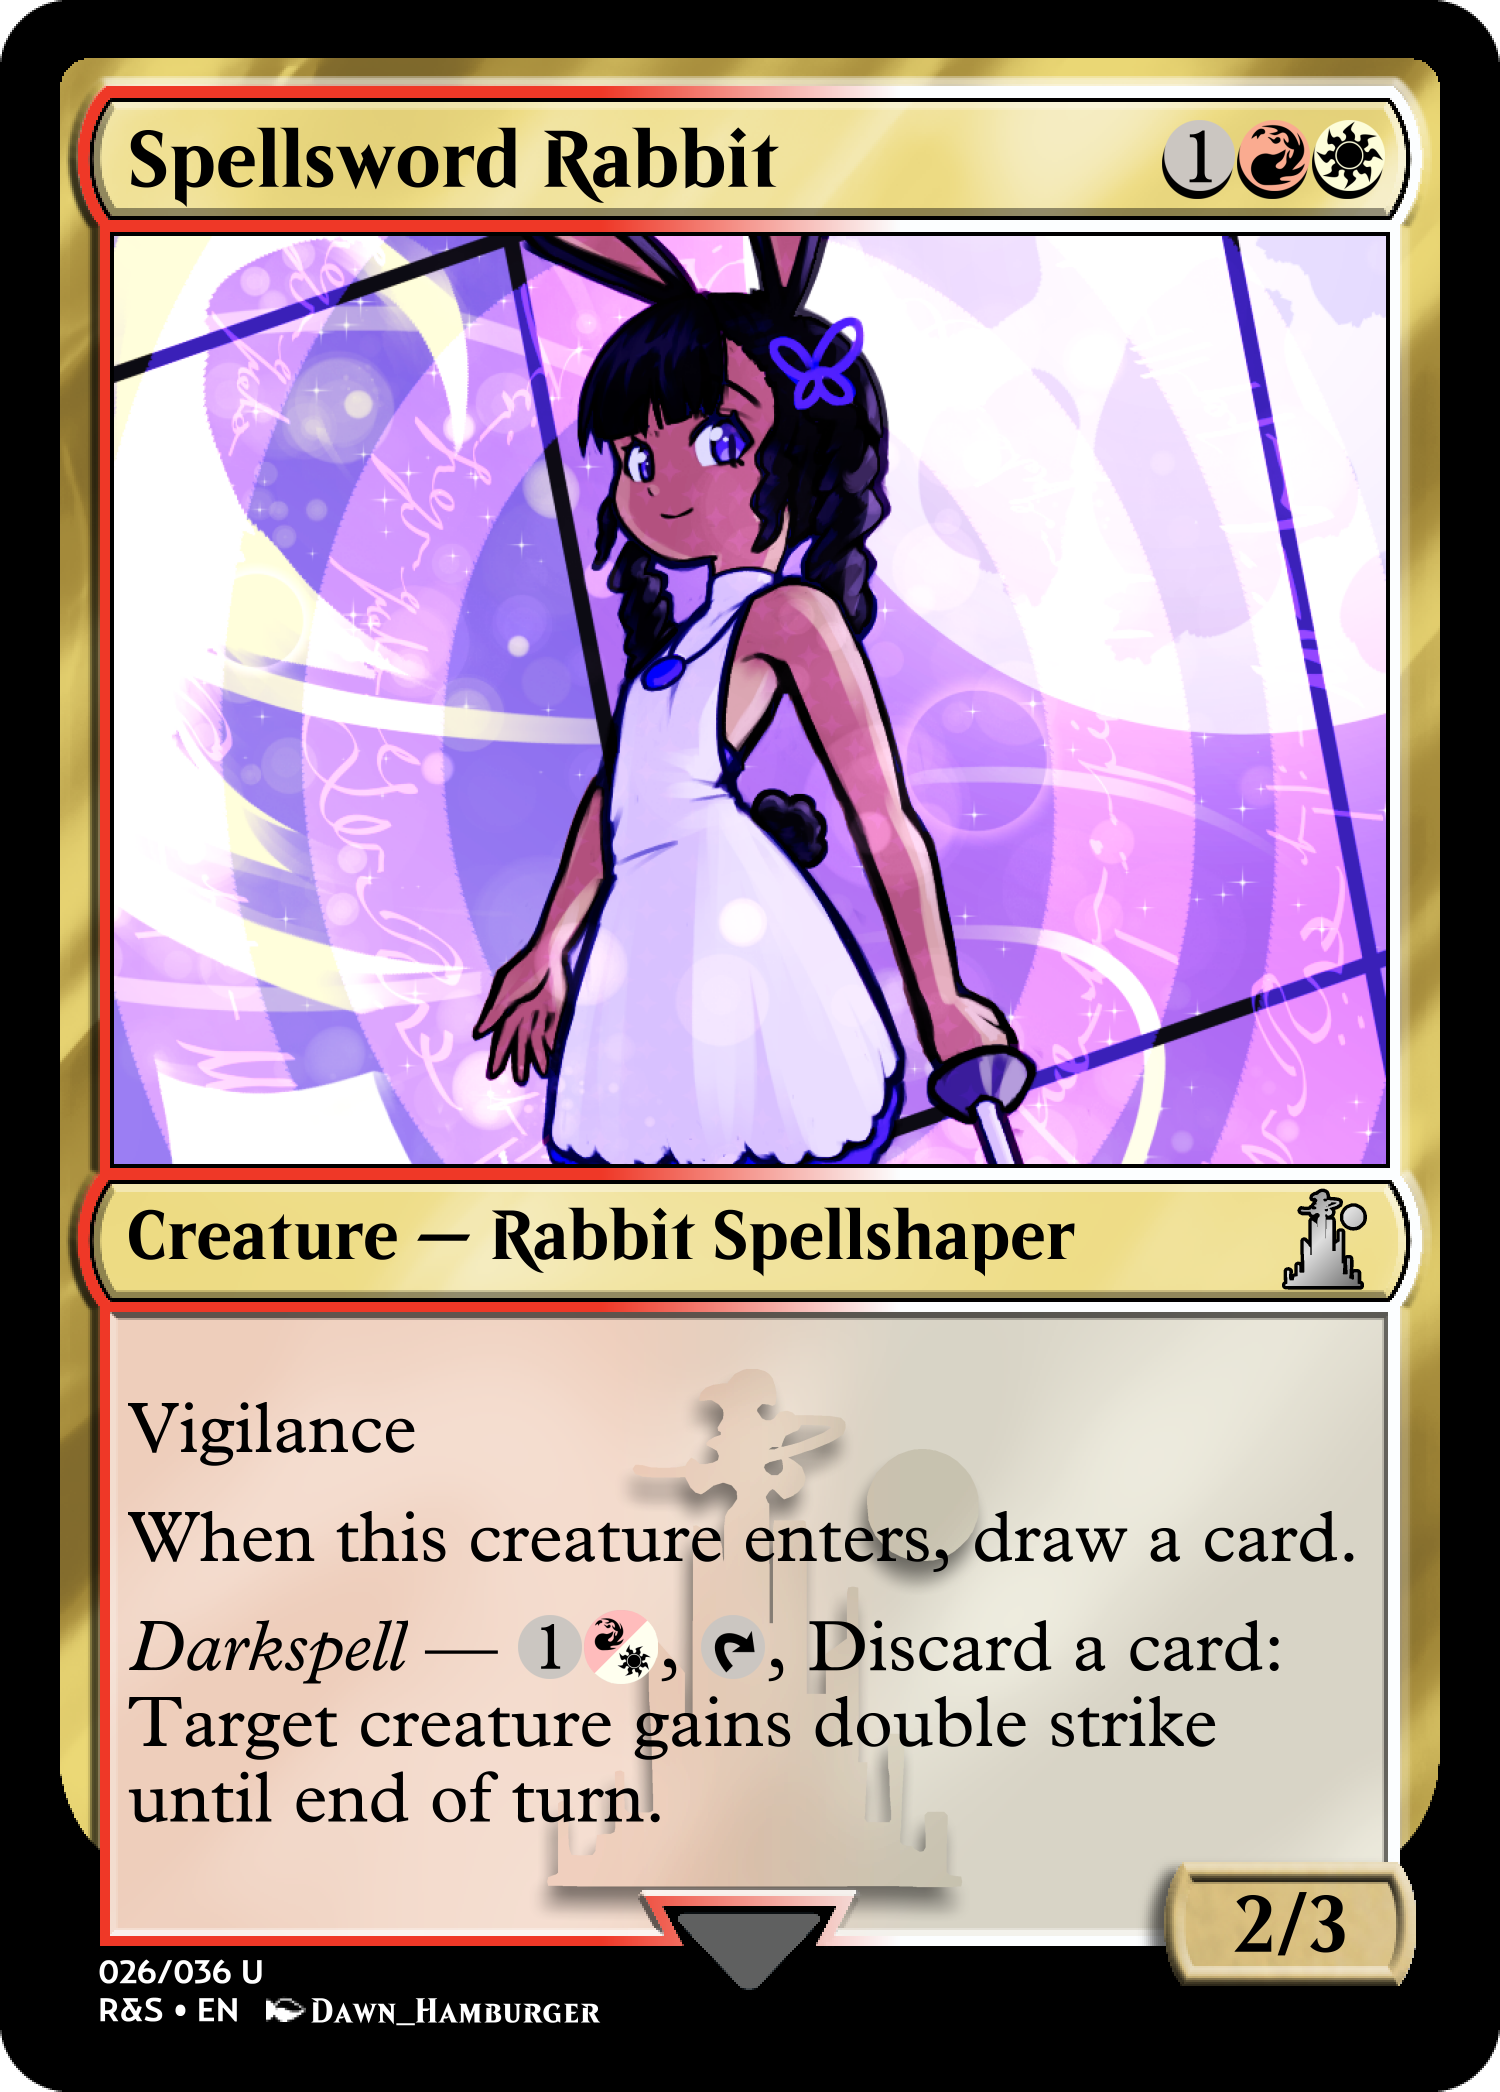 Spellsword Rabbit 1
Creature — Rabbit Spellshaper
Vigilance
When this creature enters, draw a card.
Darkspell — 1 , , Discard a card:
Target creature gains double strike
until end of turn.
2/3
026/036 U
R&S • EN Dawn_Hamburger